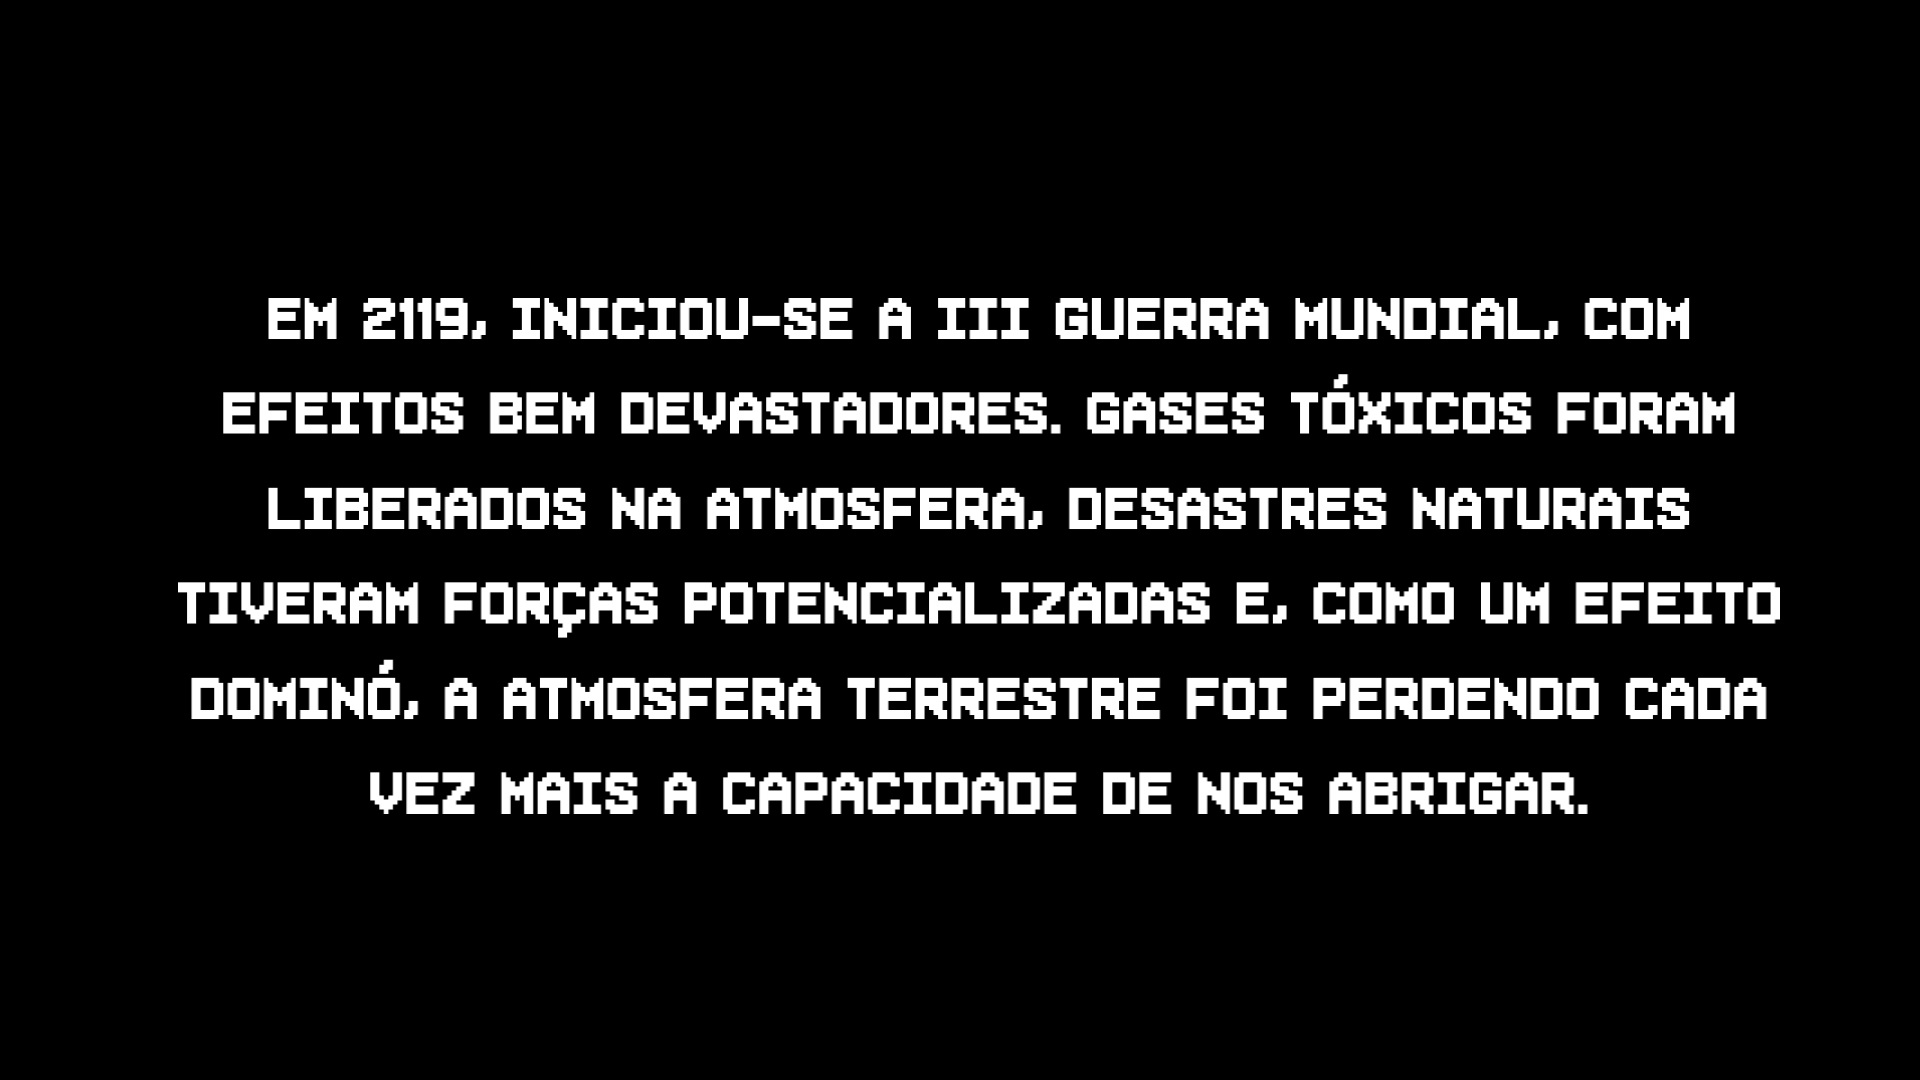 EM 2119, INICIOU-SE A III GUERRA MUNDIAL, COM
EFEITOS BEM DEVASTADORES. GASES TÓXICOS FORAM
LIBERADOS NA ATMOSFERA, DESASTRES NATURAIS
TIVERAM FORÇAS POTENCIALIZADAS E, COMO UM EFEITO
DOMINÓ, A ATMOSFERA TERRESTRE FOI PERDENDO CADA
VEZ MAIS A CAPACIDADE DE NOS ABRIGAR.